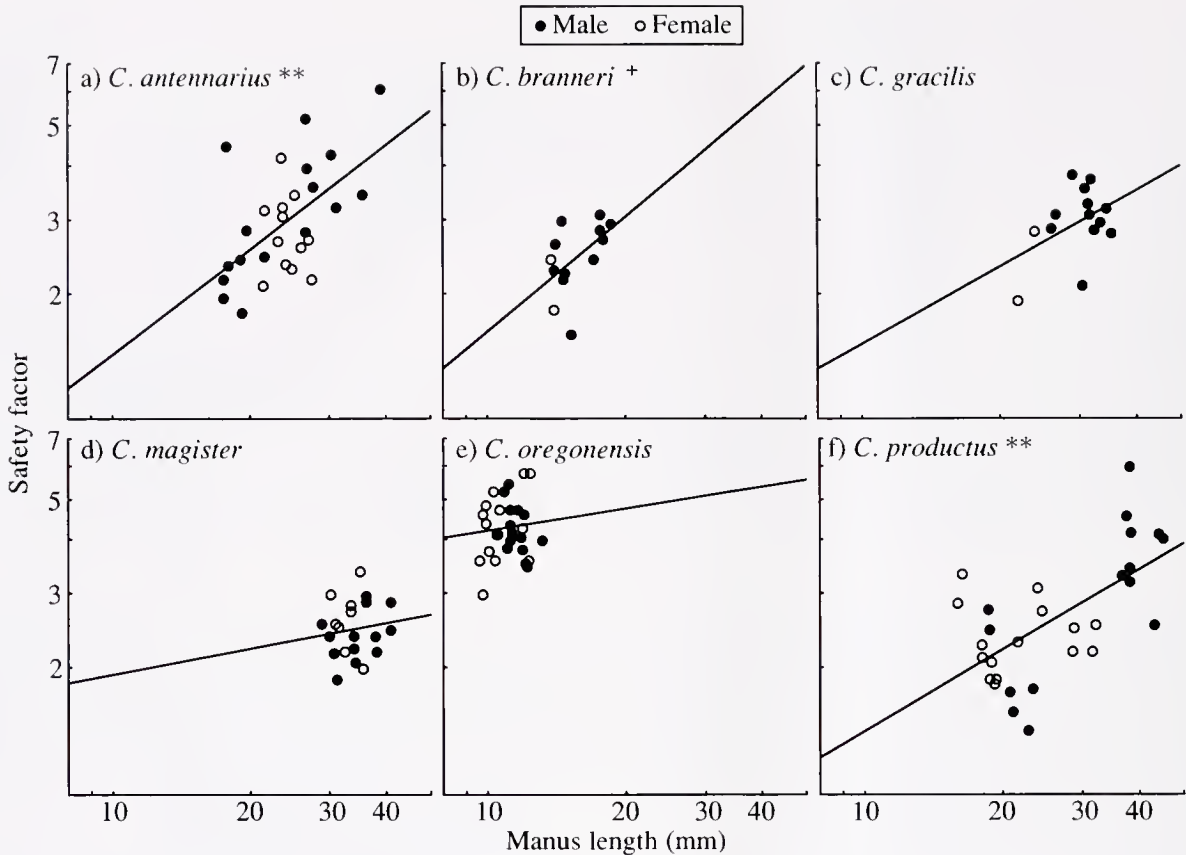 ● Male ○ Female
a) C. antennarius **
b) C. branneri +
c) C. gracilis
7
5
3
2
d) C. magister
e) C. oregonensis
f) C. productus **
7
5
3
2
Safety factor
10 20 30 40
10 20 30 40
10 20 30 40
Manus length (mm)